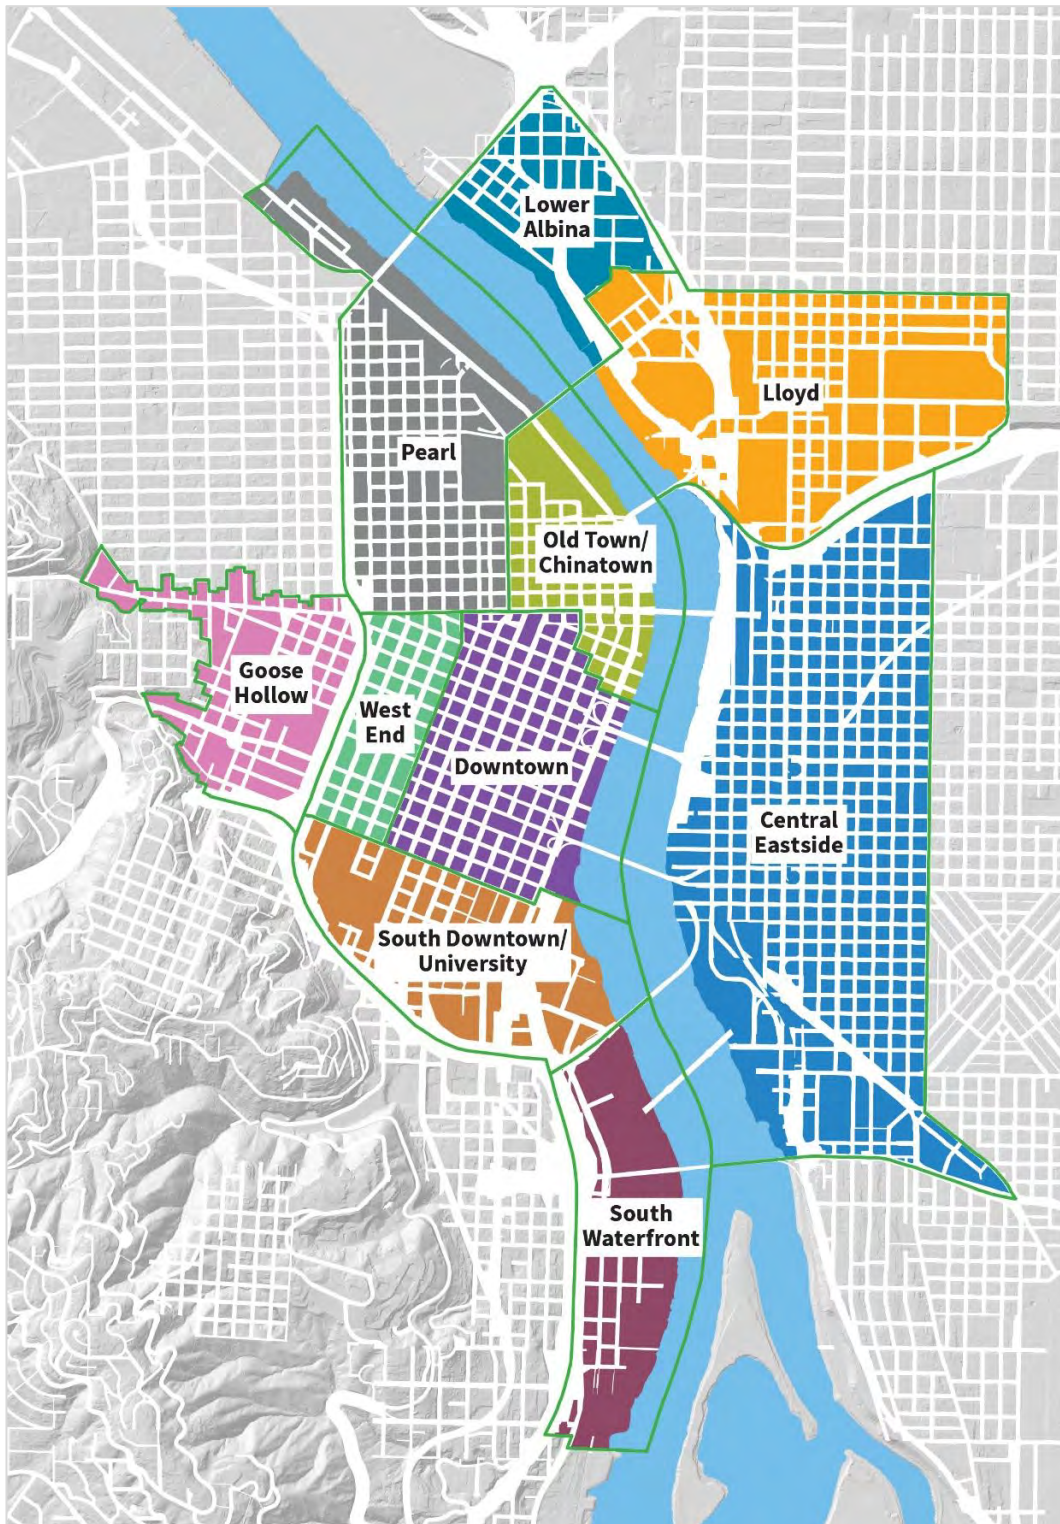 Lower
Albina
Lloyd
Pearl
Old Town/
Chinatown
Goose
Hollow
West
End
Downtown
Central
Eastside
South Downtown/
University
South
Waterfront